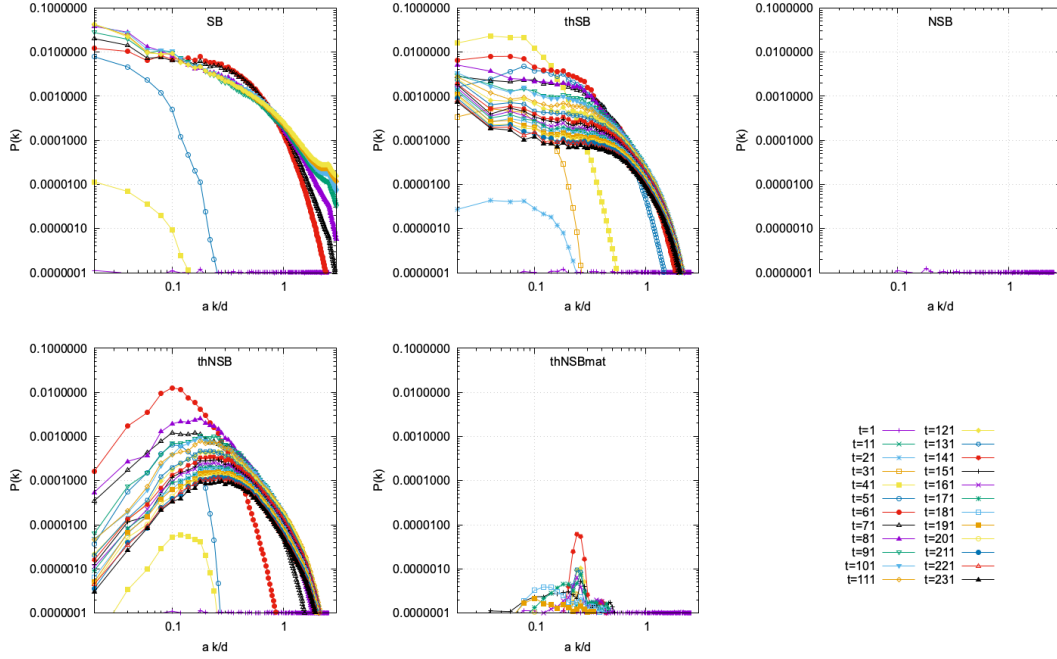 SB
P(k)
0.1000000
0.0100000
0.0010000
0.0001000
0.0000100
0.0000010
0.0000001
0.1
1
a k/d
thSB
P(k)
0.1000000
0.0100000
0.0010000
0.0001000
0.0000100
0.0000010
0.0000001
0.1
1
a k/d
NSB
P(k)
0.1000000
0.0100000
0.0010000
0.0001000
0.0000100
0.0000010
0.0000001
0.1
1
a k/d
thNSB
P(k)
0.1000000
0.0100000
0.0010000
0.0001000
0.0000100
0.0000010
0.0000001
0.1
1
a k/d
thNSBmat
P(k)
0.1000000
0.0100000
0.0010000
0.0001000
0.0000100
0.0000010
0.0000001
0.1
1
a k/d
t=1 t=121
t=11 t=131
t=21 t=141
t=31 t=151
t=41 t=161
t=51 t=171
t=61 t=181
t=71 t=191
t=81 t=201
t=91 t=211
t=101 t=221
t=111 t=231